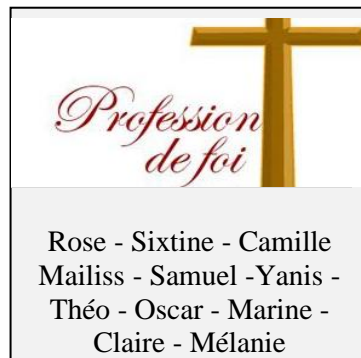 Profession
de foi
Rose - Sixtine - Camille
Mailiss - Samuel -Yanis -
Théo - Oscar - Marine -
Claire - Mélanie